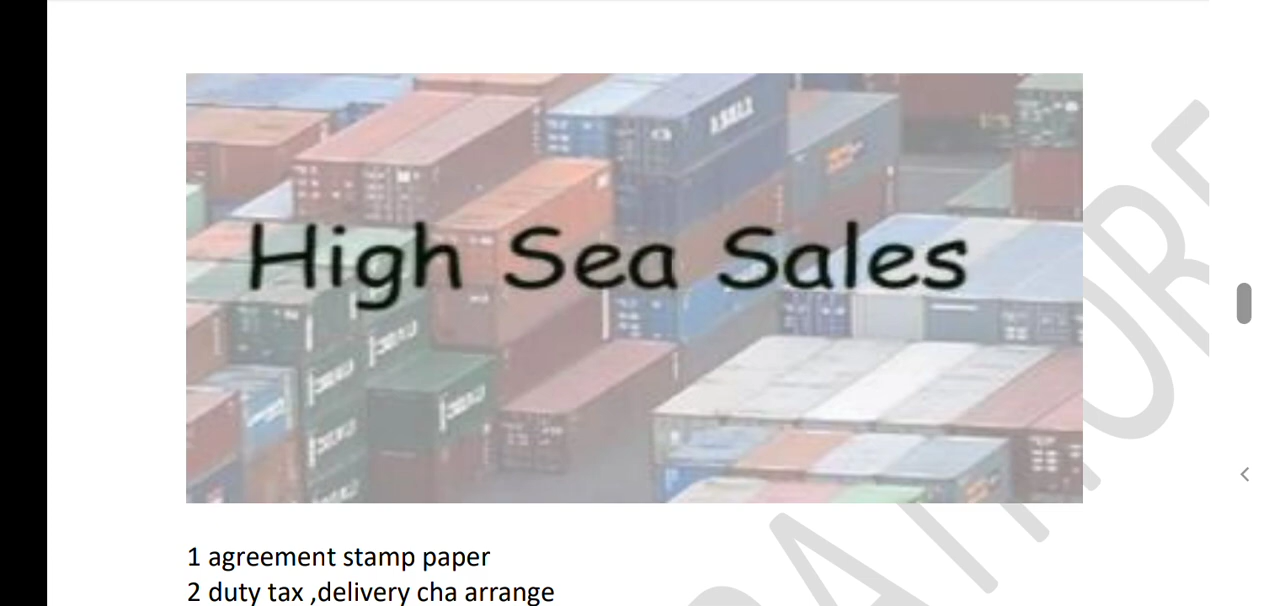 High Sea Sales
1 agreement stamp paper
2 duty tax ,delivery cha arrange